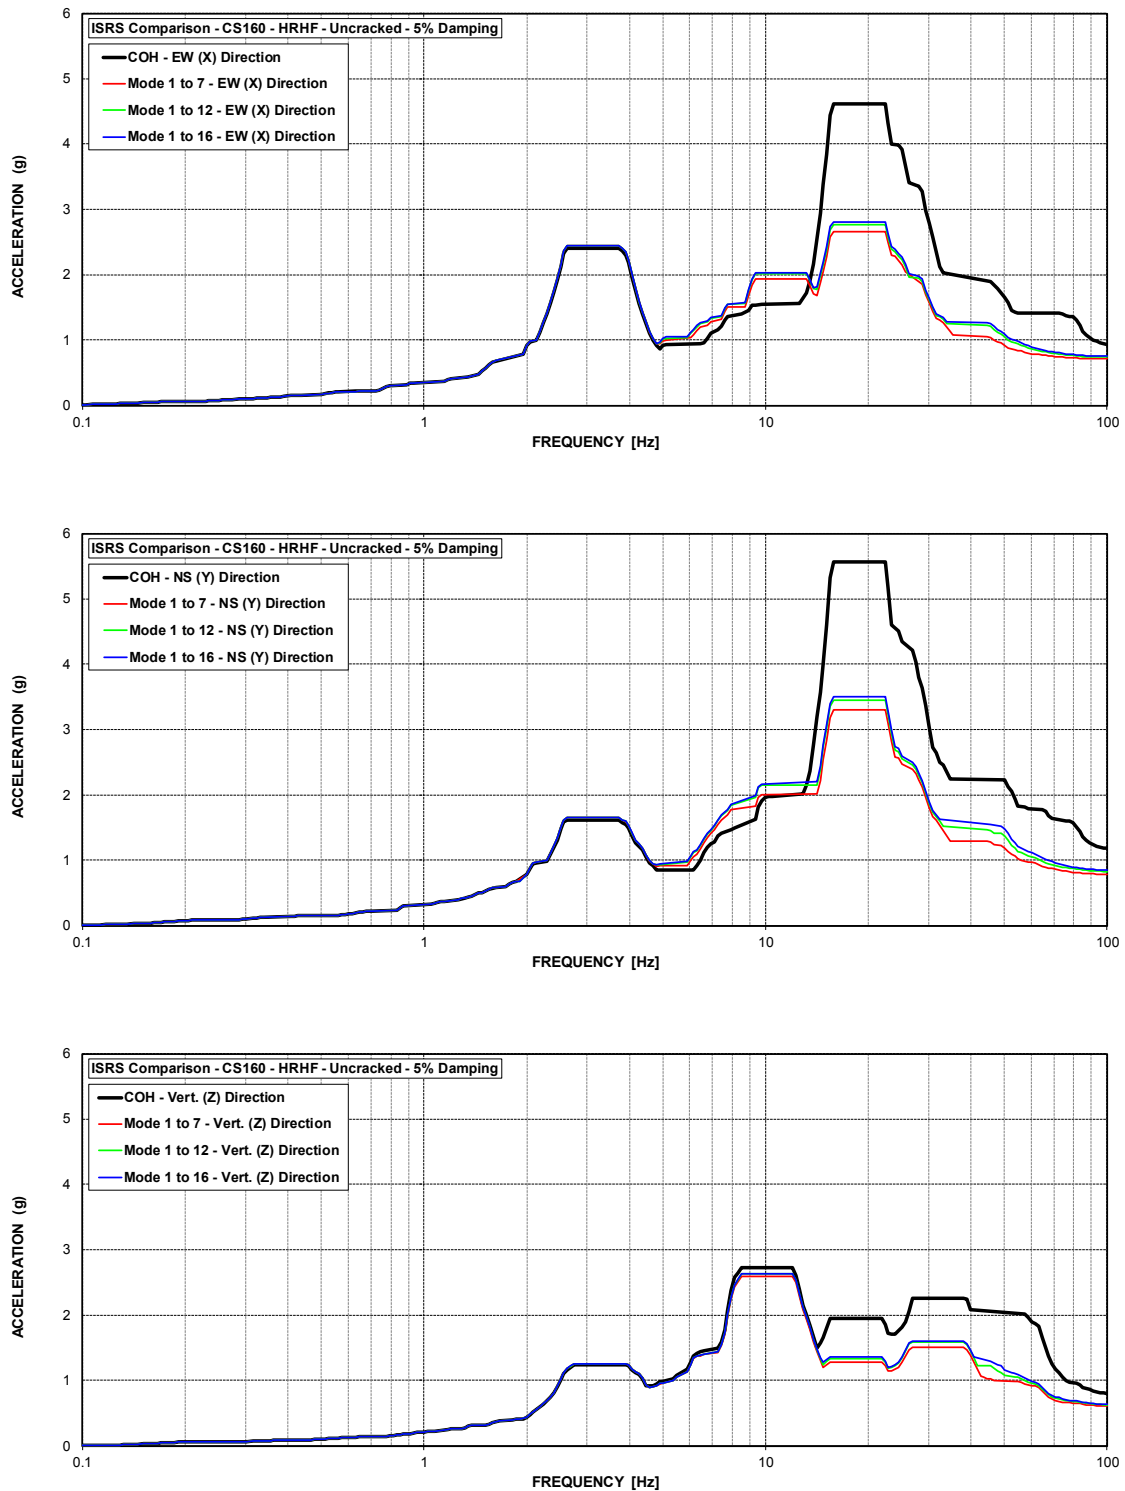 ISRS Comparison - CS160 - HRHF - Uncracked - 5% Damping
COH - EW (X) Direction
Mode 1 to 7 - EW (X) Direction
Mode 1 to 12 - EW (X) Direction
Mode 1 to 16 - EW (X) Direction
ACCELERATION (g)
6
5
4
3
2
1
0
0.1 1 10 100
FREQUENCY [Hz]
ISRS Comparison - CS160 - HRHF - Uncracked - 5% Damping
COH - NS (Y) Direction
Mode 1 to 7 - NS (Y) Direction
Mode 1 to 12 - NS (Y) Direction
Mode 1 to 16 - NS (Y) Direction
ACCELERATION (g)
6
5
4
3
2
1
0
0.1 1 10 100
FREQUENCY [Hz]
ISRS Comparison - CS160 - HRHF - Uncracked - 5% Damping
COH - Vert. (Z) Direction
Mode 1 to 7 - Vert. (Z) Direction
Mode 1 to 12 - Vert. (Z) Direction
Mode 1 to 16 - Vert. (Z) Direction
ACCELERATION (g)
6
5
4
3
2
1
0
0.1 1 10 100
FREQUENCY [Hz]